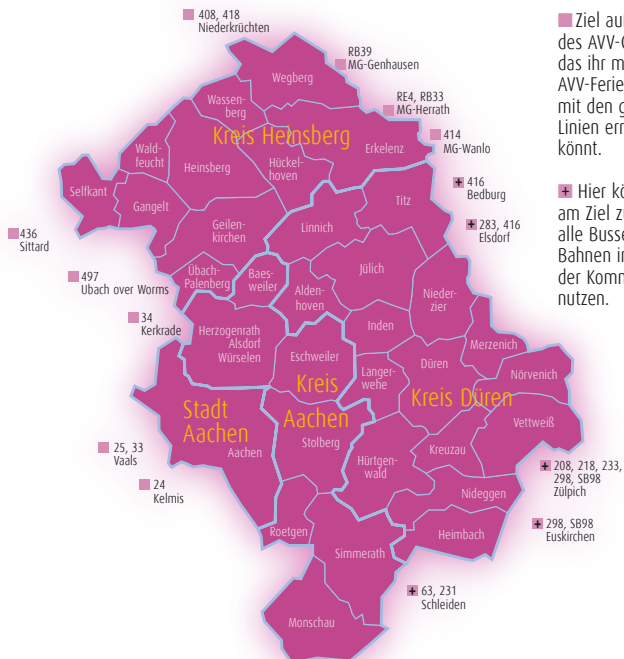 408, 418
Niederkrüchten
RB39
MG-Genhausen
RE4, RB33
MG-Herrath
414
MG-Wanlo
416
Bedburg
283, 416
Elsdorf
436
Sittard
497
Ubach over Worms
34
Kerkrade
25, 33
Vaals
24
Kelmis
208, 218, 233,
298, SB98
Zülpich
298, SB98
Euskirchen
63, 231
Schleiden
Kreis Heinsberg
Wegberg
Wassen-
berg
Wald-
feucht
Heinsberg
Hückel-
hoven
Erkelenz
Selfkant
Gangelt
Geilen-
kirchen
Übach-
Palenberg
Kreis Düren
Titz
Linnich
Jülich
Alden-
hoven
Nieder-
zier
Inden
Merzenich
Düren
Nörvenich
Langer-
wehe
Vettweiß
Kreuzau
Hürtgen-
wald
Nideggen
Heimbach
Kreis
Aachen
Baes-
weiler
Herzogenrath
Alsdorf
Würselen
Eschweiler
Stolberg
Roetgen
Simmerath
Monschau
Stadt
Aachen
Aachen
Ziel au
des AVV-G
das ihr m
AVV-Ferie
mit den g
Linien err
könnt.
+ Hier kö
am Ziel z
alle Busse
Bahnen in
der Komm
nutzen.